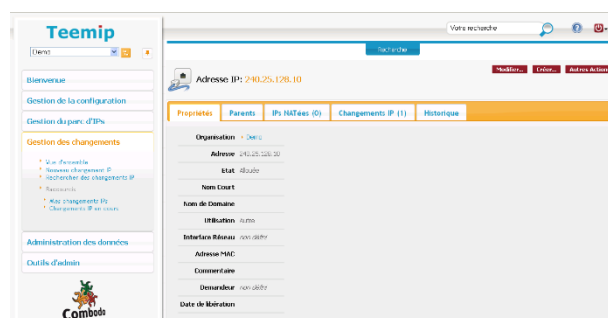 Teemip
Votre recherche
Demo
Recherche
Adresse IP: 240.25.128.10
Modifier...
Créer...
Autres Action
Bienvenue
Gestion de la configuration
Gestion du parc d'IPs
Gestion des changements
Vue d'ensemble
Nouveau changement IP
Rechercher des changements IP
Raccourcis
Mes changements IPs
Changements IP en cours
Administration des données
Outils d'admin
Combodo
Propriétés
Parents
IPs NATées (0)
Changements IP (1)
Historique
Organisation Demo
Adresse 240.25.128.10
Etat Allouée
Nom Court
Nom de Domaine
Utilisation Autre
Interface Réseau non défini
Adresse MAC
Commentaire
Demandeur non défini
Date de libération